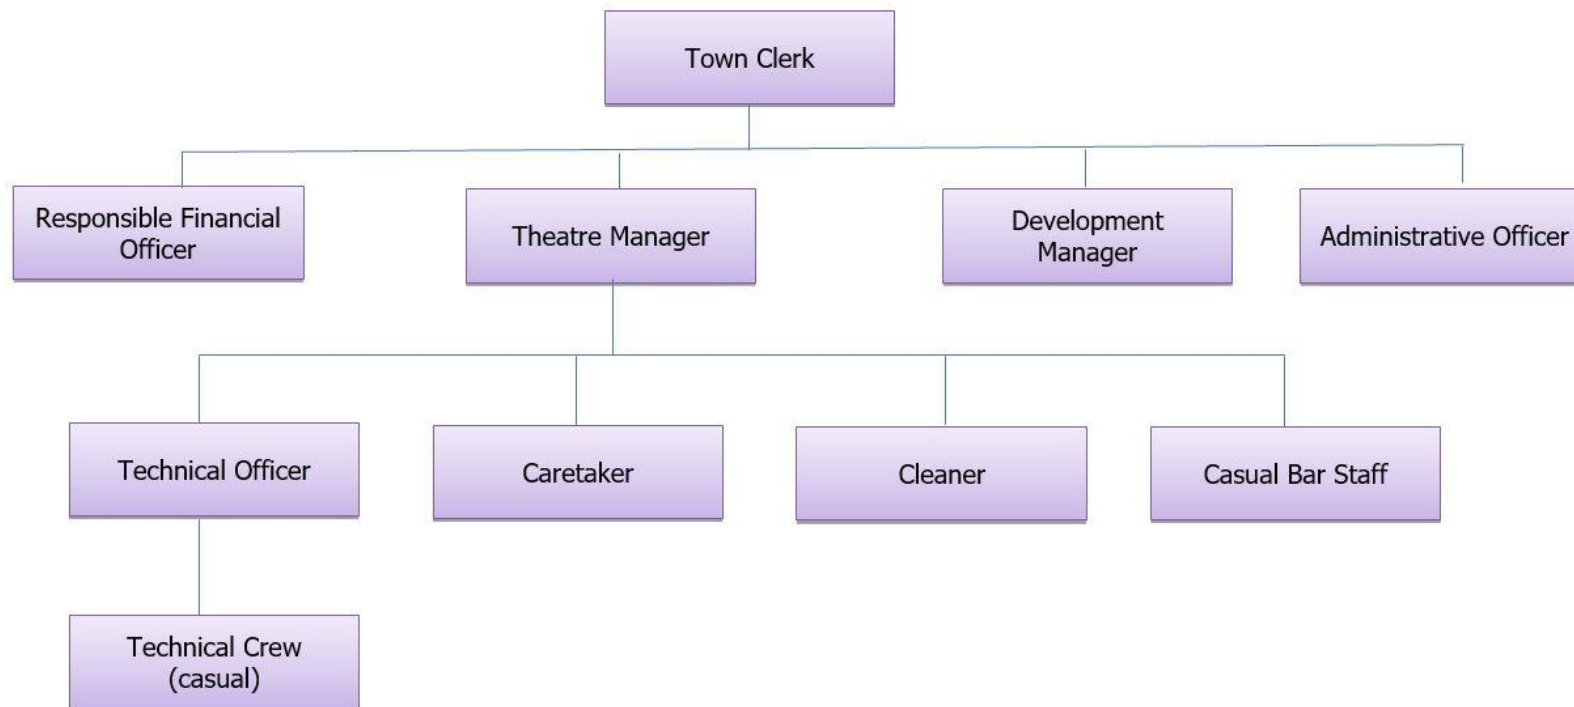 Town Clerk
Responsible Financial
Officer
Theatre Manager
Development
Manager
Administrative Officer
Technical Officer
Caretaker
Cleaner
Casual Bar Staff
Technical Crew
(casual)